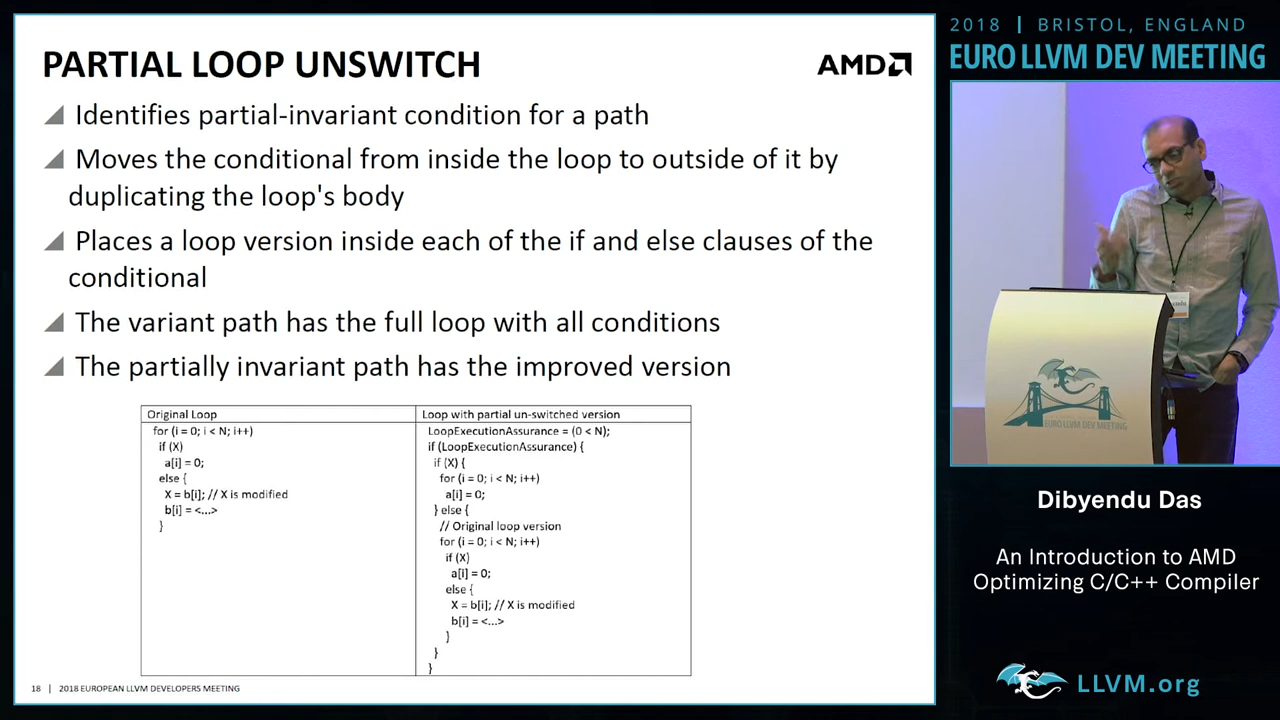 PARTIAL LOOP UNSWITCH
AMD
Identifies partial-invariant condition for a path
Moves the conditional from inside the loop to outside of it by
duplicating the loop's body
Places a loop version inside each of the if and else clauses of the
conditional
The variant path has the full loop with all conditions
The partially invariant path has the improved version
Original Loop
for (i = 0; i < N; i++)
if (X)
a[i] = 0;
else {
X = b[i]; // X is modified
b[i] = <...>
}
Loop with partial un-switched version
LoopExecutionAssurance = (0 < N);
if (LoopExecutionAssurance) {
if (X) {
for (i = 0; i < N; i++)
a[i] = 0;
} else {
// Original loop version
for (i = 0; i < N; i++)
if (X)
a[i] = 0;
else {
X = b[i]; // X is modified
b[i] = <...>
}
}
}
18 | 2018 EUROPEAN LLVM DEVELOPERS MEETING
2018 | BRISTOL, ENGLAND
EURO LLVM DEV MEETING
EURO LLVM DEV MEETING
Dibyendu Das
An Introduction to AMD
Optimizing C/C++ Compiler
LLVM.org